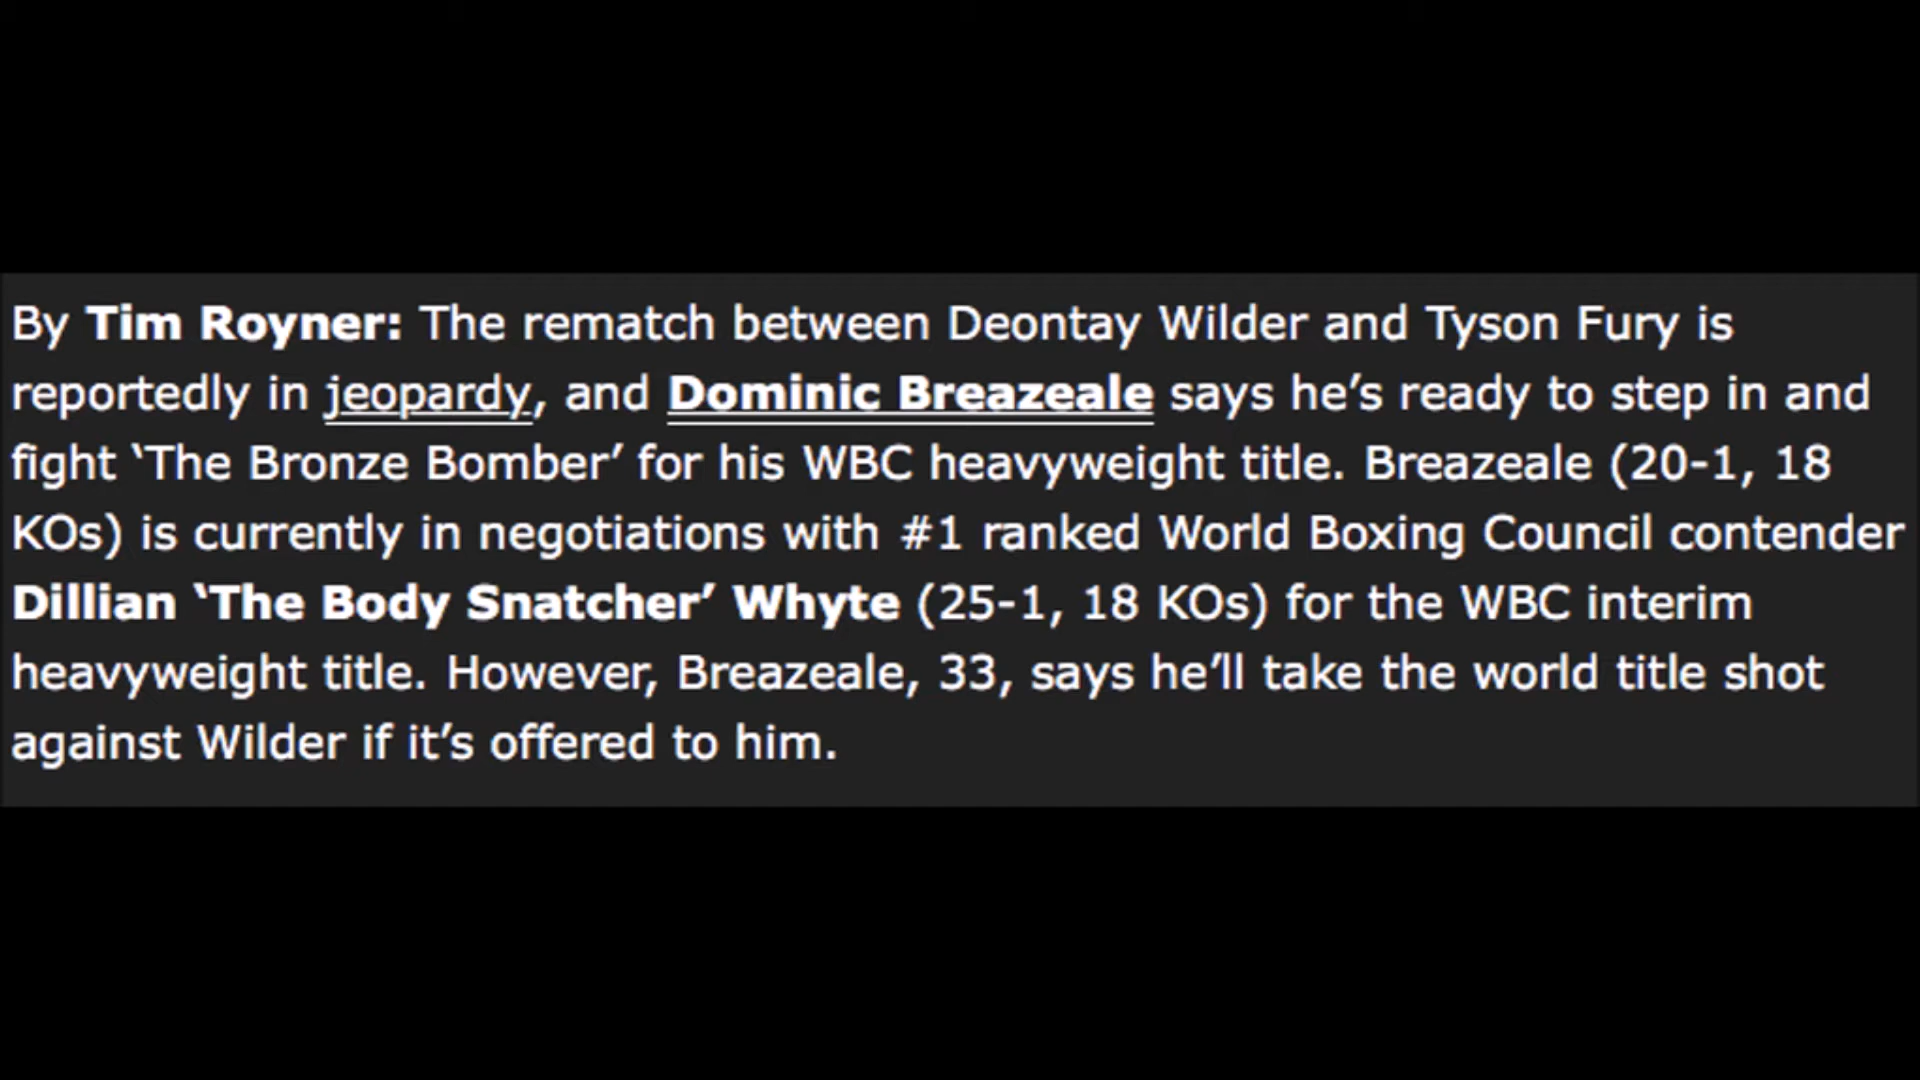 By Tim Royner: The rematch between Deontay Wilder and Tyson Fury is
reportedly in jeopardy, and Dominic Breazeale says he’s ready to step in and
fight ‘The Bronze Bomber’ for his WBC heavyweight title. Breazeale (20-1, 18
KOs) is currently in negotiations with #1 ranked World Boxing Council contender
Dillian ‘The Body Snatcher’ Whyte (25-1, 18 KOs) for the WBC interim
heavyweight title. However, Breazeale, 33, says he’ll take the world title shot
against Wilder if it’s offered to him.